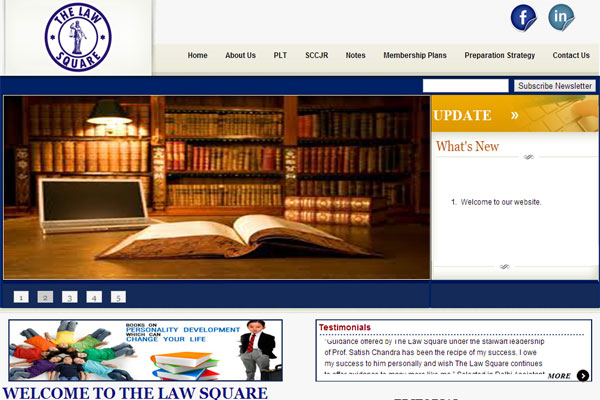 THE LAW SQUARE
f in
Home About Us PLT SCCJR Notes Membership Plans Preparation Strategy Contact Us
Subscribe Newsletter
UPDATE »
What's New
1. Welcome to our website.
1 2 3 4 5
BOOKS ON
PERSONALITY DEVELOPMENT
WHICH CAN
CHANGE YOUR LIFE
Testimonials
"Guidance offered by The Law Square under the stalwart leadership
of Prof. Satish Chandra has been the recipe of my success. I owe
my success to him personally and wish The Law Square continues
MORE
WELCOME TO THE LAW SQUARE